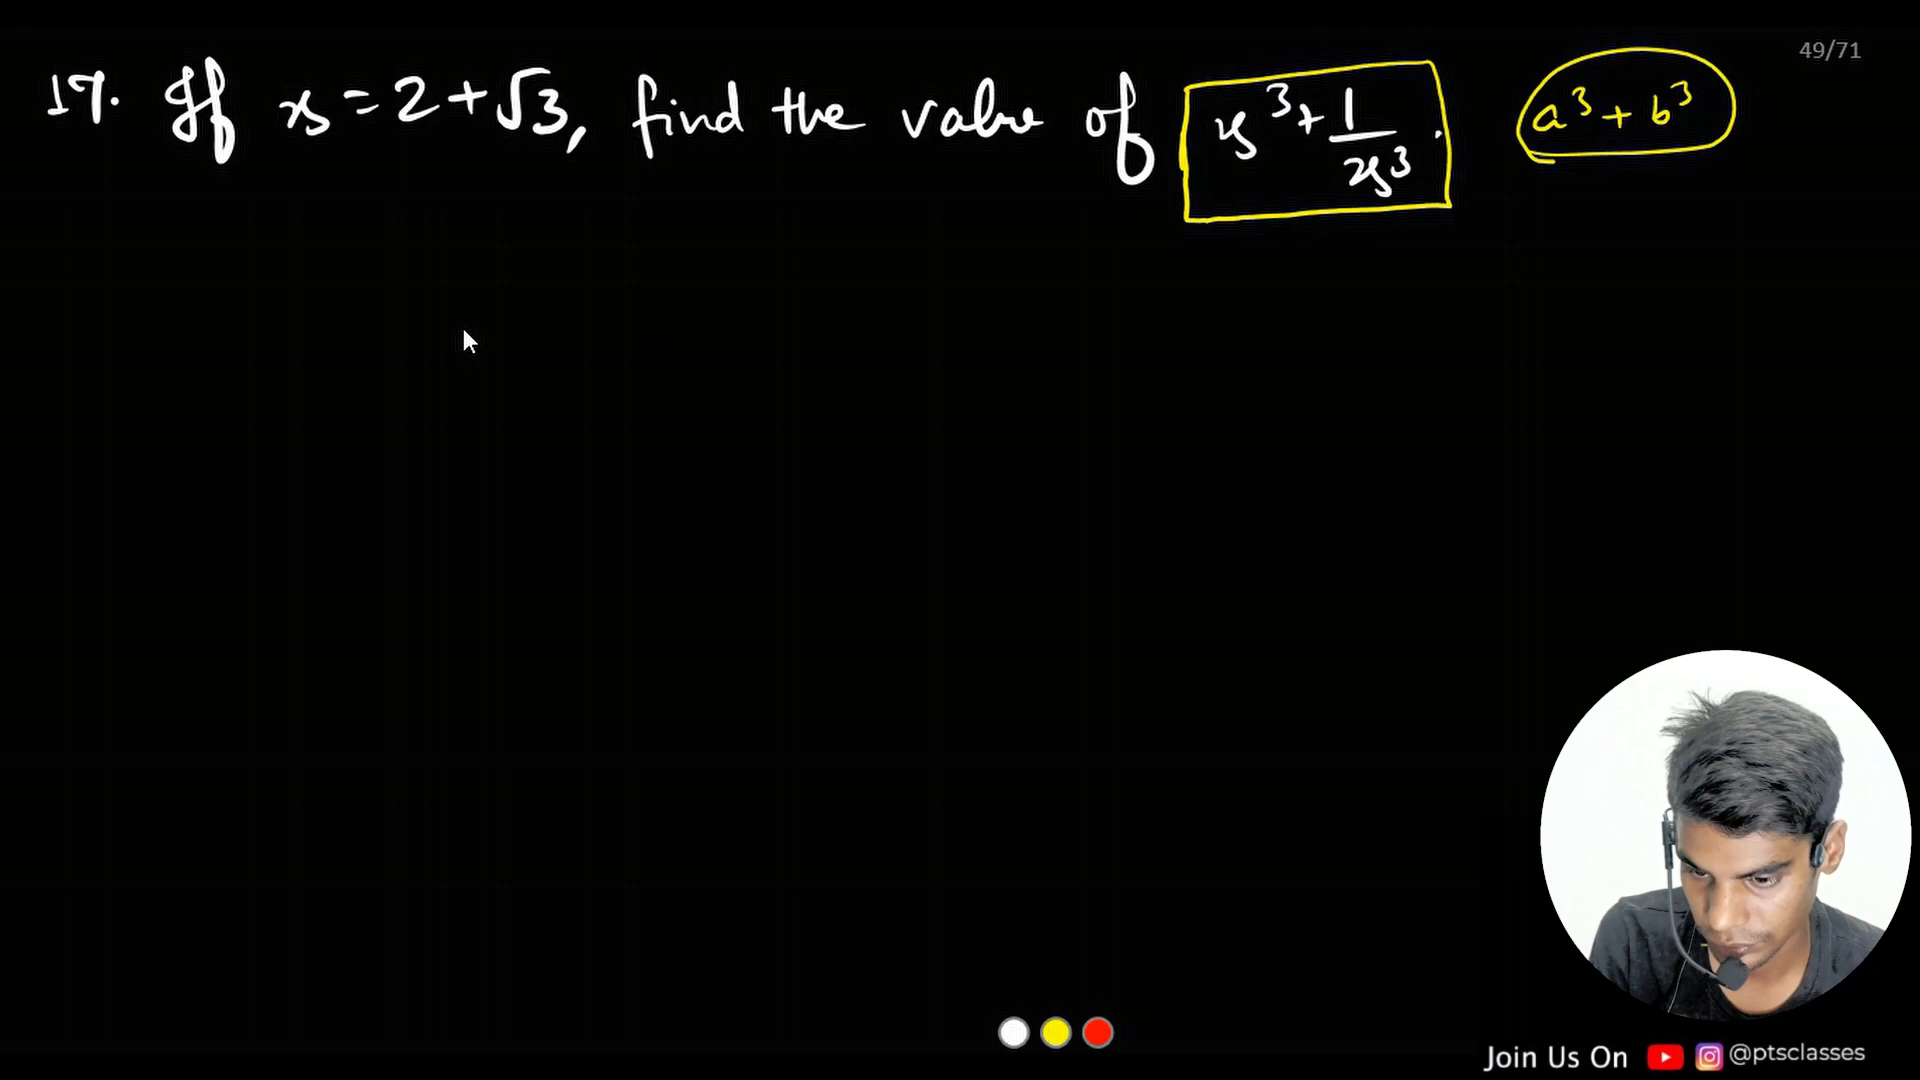 49/71
17. If x = 2 + √3, find the value of x³ + 1/x³. a³ + b³
Join Us On @ptsclasses